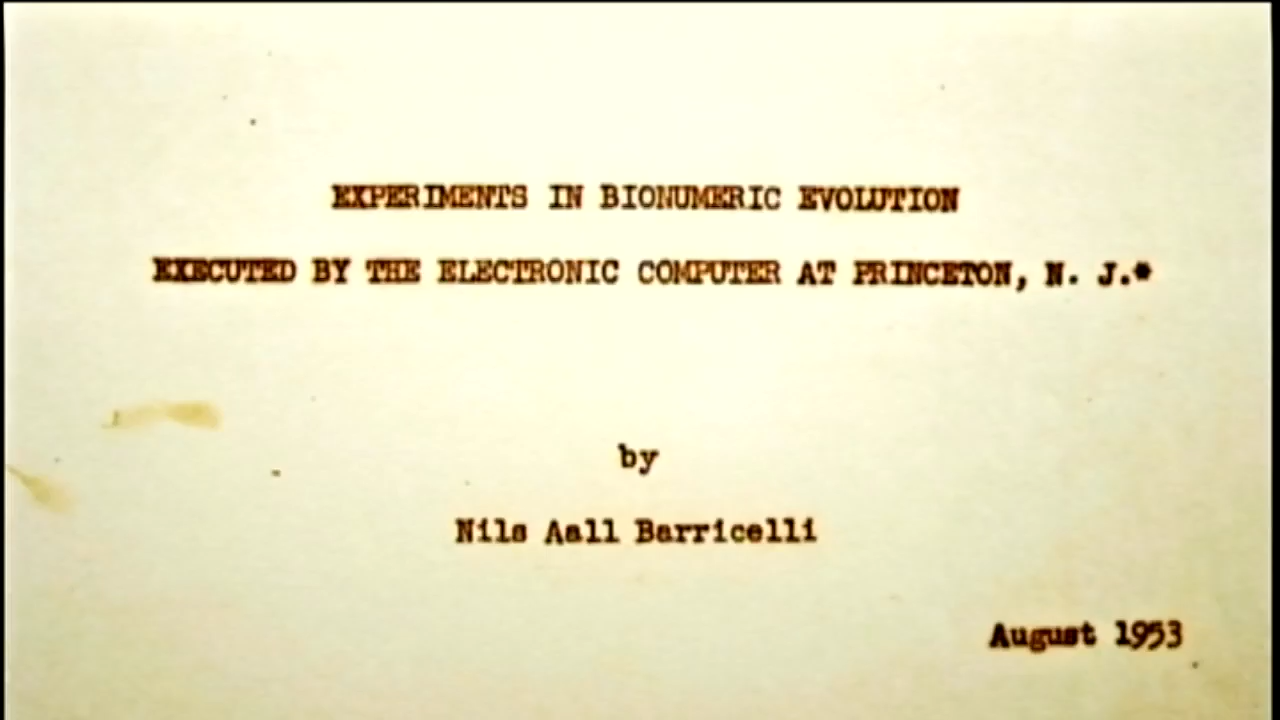 EXPERIMENTS IN BIONUMERIC EVOLUTION
EXECUTED BY THE ELECTRONIC COMPUTER AT PRINCETON, N. J.*
by
Nils Aall Barricelli
August 1953